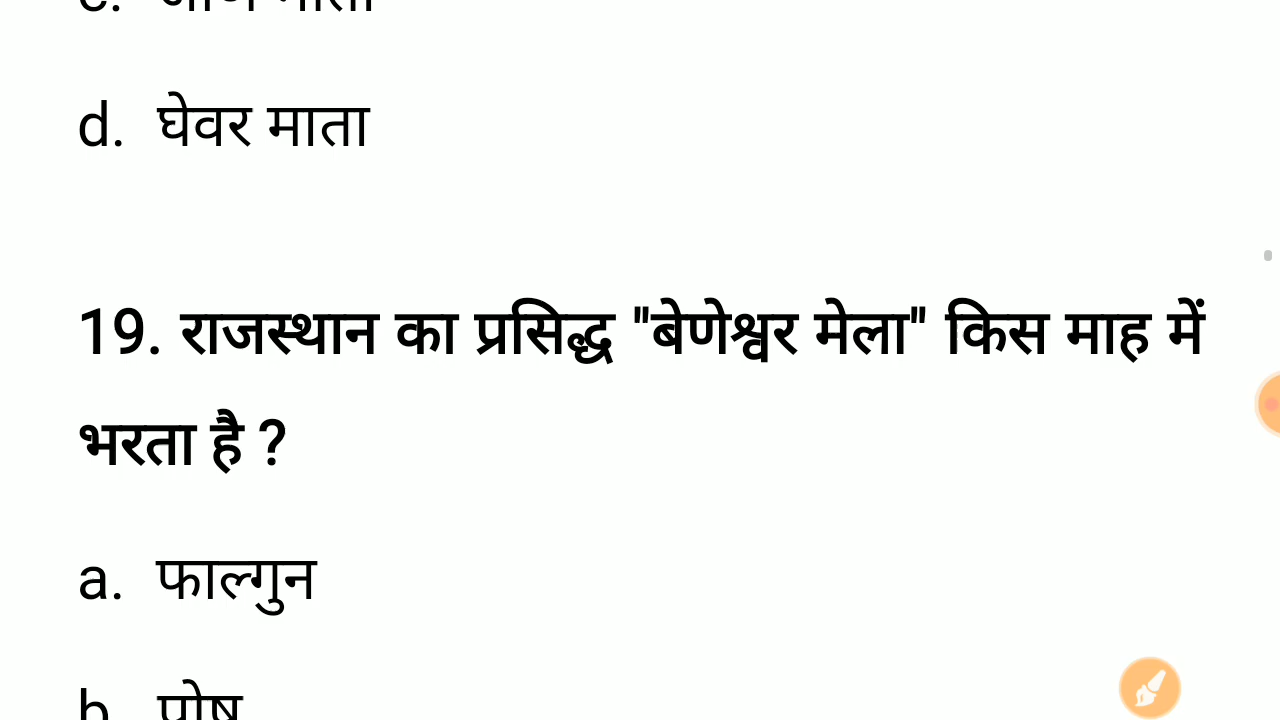 d. घेवर माता
19. राजस्थान का प्रसिद्ध "बेणेश्वर मेला" किस माह में
भरता है ?
a. फाल्गुन
b. पोष